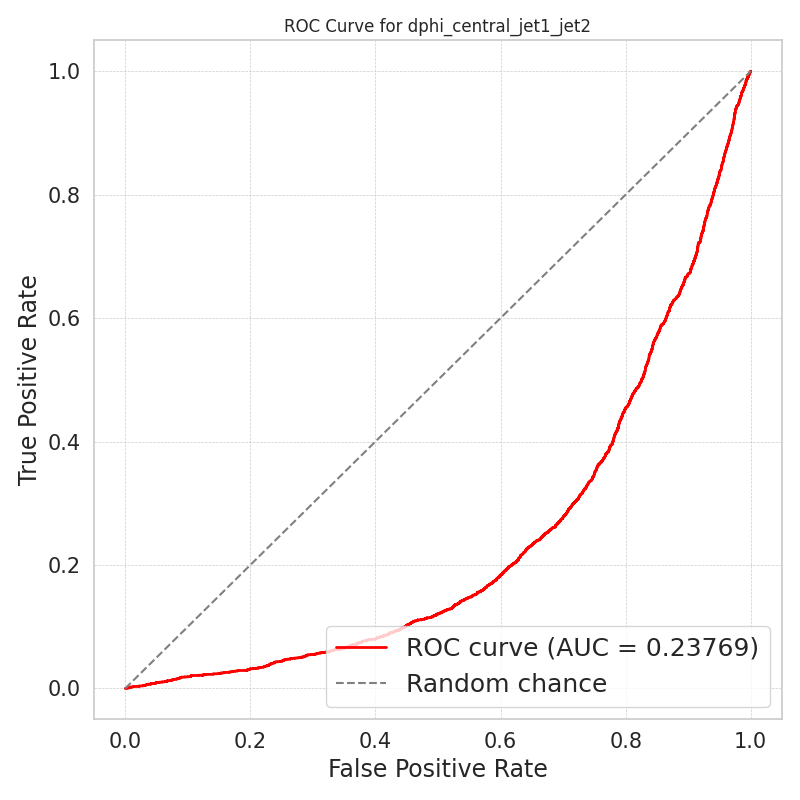 ROC Curve for dphi_central_jet1_jet2
1.0
0.8
0.6
0.4
0.2
0.0
True Positive Rate
ROC curve (AUC = 0.23769)
Random chance
0.0 0.2 0.4 0.6 0.8 1.0
False Positive Rate